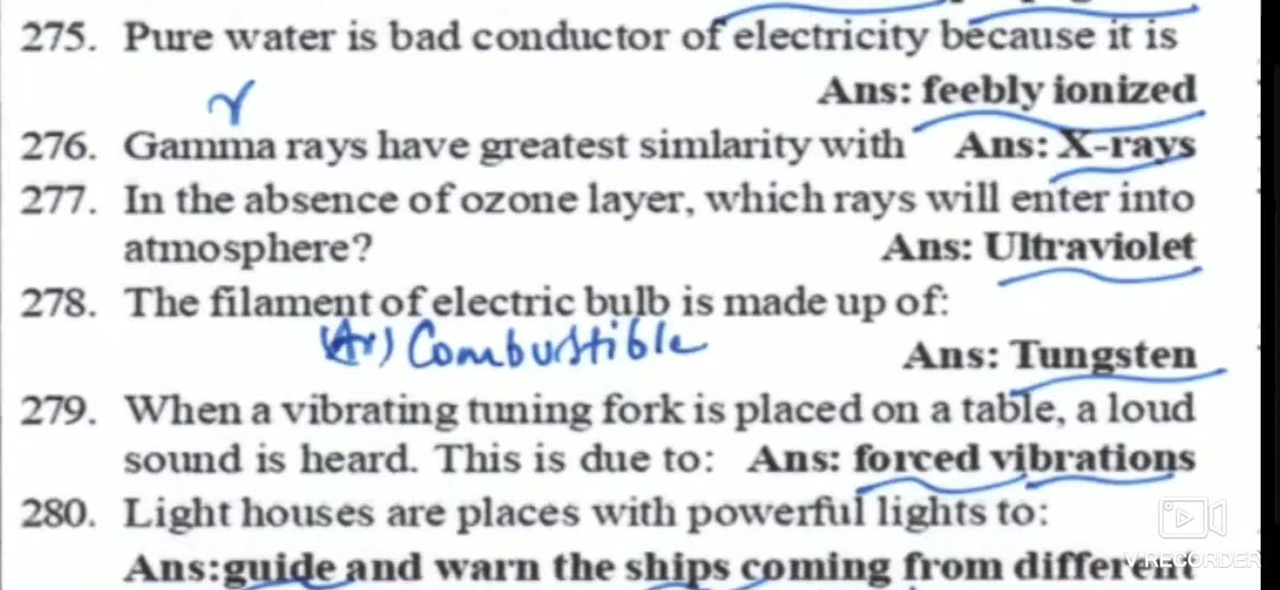 275. Pure water is bad conductor of electricity because it is
Ans: feebly ionized
γ
276. Gamma rays have greatest simlarity with Ans: X-rays
277. In the absence of ozone layer, which rays will enter into
atmosphere? Ans: Ultraviolet
278. The filament of electric bulb is made up of:
(Ar) Combustible
Ans: Tungsten
279. When a vibrating tuning fork is placed on a table, a loud
sound is heard. This is due to: Ans: forced vibrations
280. Light houses are places with powerful lights to:
Ans:guide and warn the ships coming from different
V RECORDER